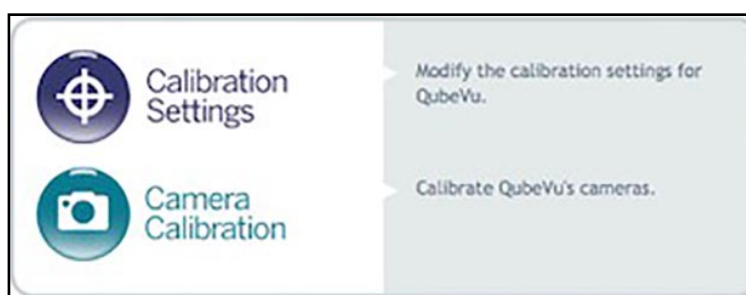 Calibration
Settings
Modify the calibration settings for
QubeVu.
Camera
Calibration
Calibrate QubeVu's cameras.